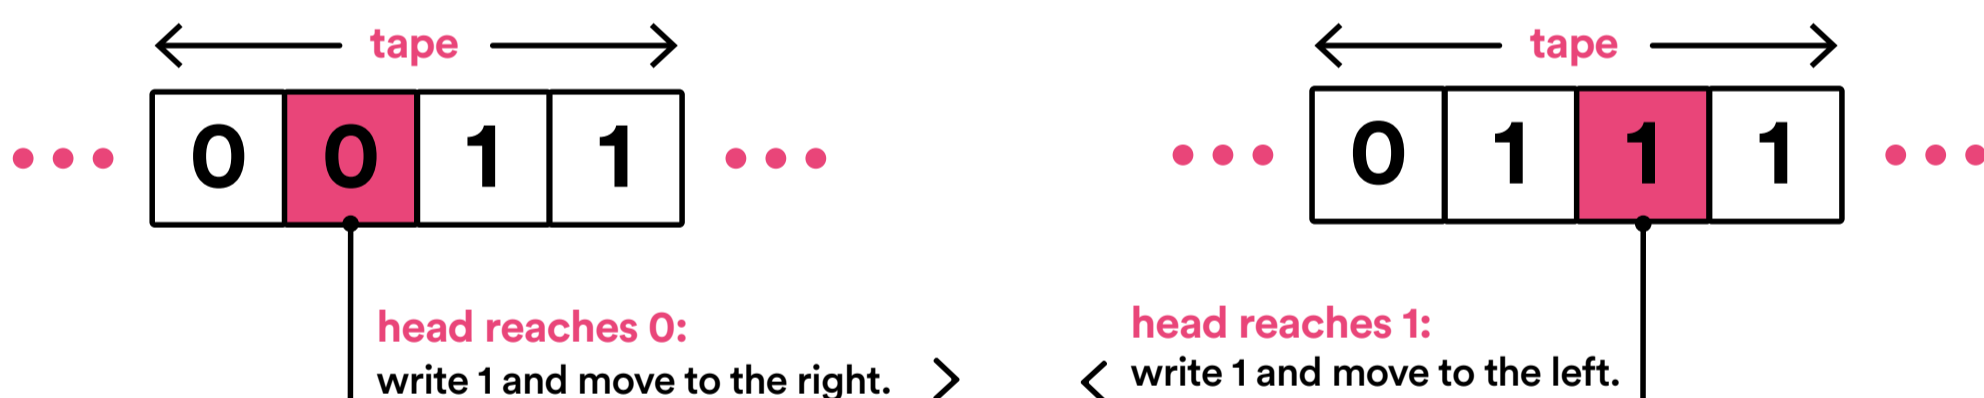 tape
0 0 1 1
head reaches 0:
write 1 and move to the right.
tape
0 1 1 1
head reaches 1:
write 1 and move to the left.